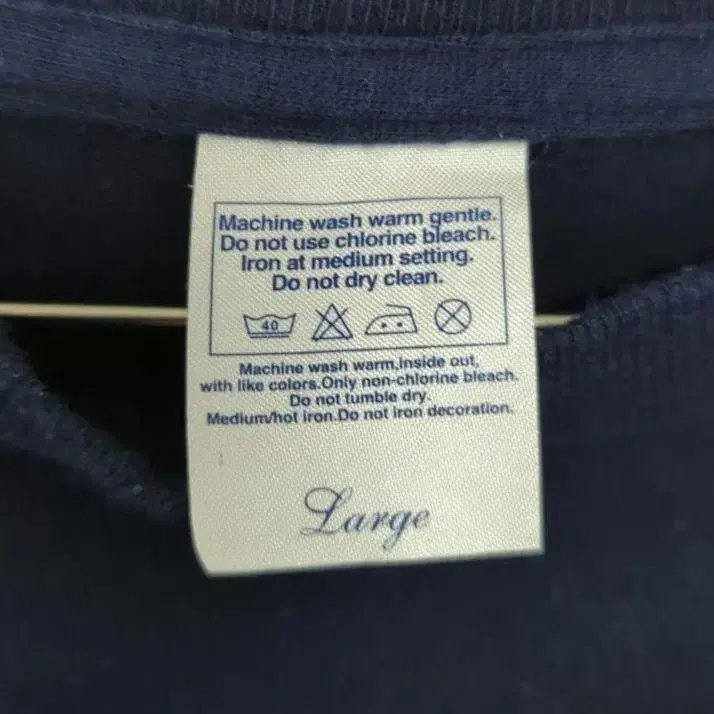 Machine wash warm gentle.
Do not use chlorine bleach.
Iron at medium setting.
Do not dry clean.
40
Machine wash warm,inside out,
with like colors.Only non-chlorine bleach.
Do not tumble dry.
Medium/hot iron.Do not iron decoration.
Large